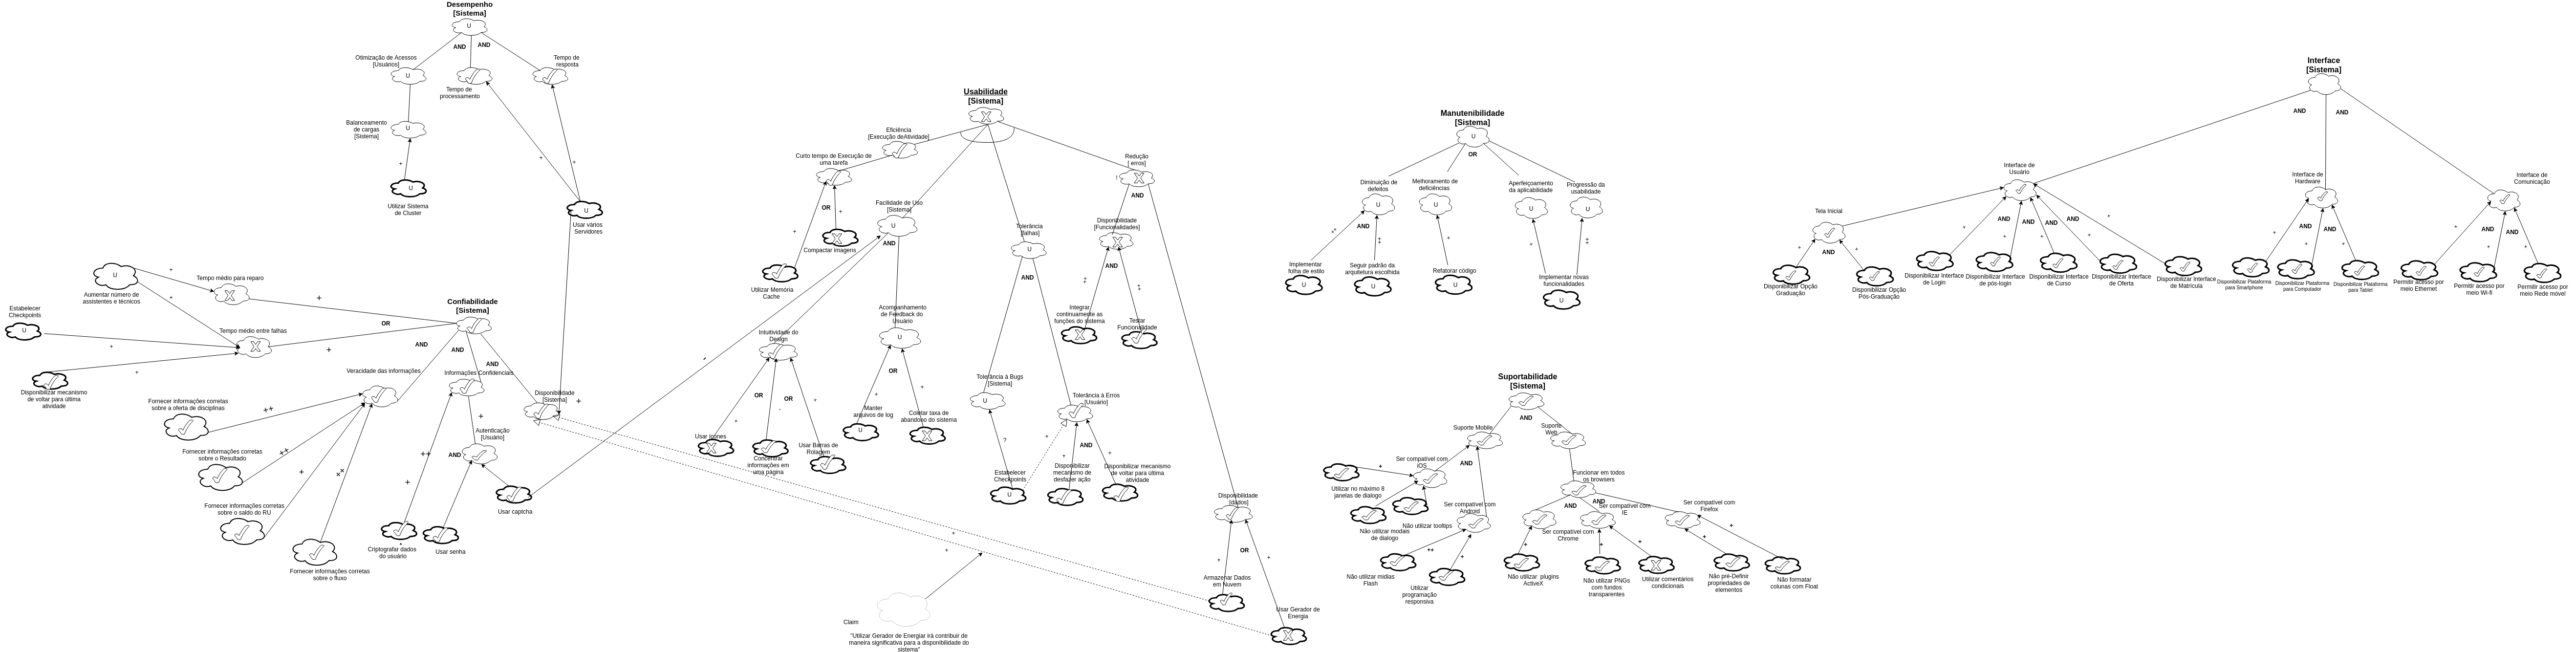 Desempenho
[Sistema]
U
AND
AND
Otimização de Acessos
[Usuários]
U
Tempo de
processamento
Tempo de
resposta
Balanceamento
de cargas
[Sistema]
U
+
U
Utilizar Sistema
de Cluster
+
+
U
Usar vários
Servidores
Confiabilidade
[Sistema]
U
Aumentar número de
assistentes e técnicos
+
+
Tempo médio para reparo
X
+
OR
Estabelecer
Checkpoints
U
+
Tempo médio entre falhas
X
+
Disponibilizar mecanismo
de voltar para última
atividade
+
AND
AND
AND
Veracidade das informações
Informações Confidenciais
Disponibilidade
[Sistema]
+
Fornecer informações corretas
sobre a oferta de disciplinas
++
Fornecer informações corretas
sobre o Resultado
++
Fornecer informações corretas
sobre o saldo do RU
+
Fornecer informações corretas
sobre o fluxo
++
+
Autenticação
[Usuário]
AND
++
+
Criptografar dados
do usuário
Usar senha
Usar captcha
-
Usabilidade
[Sistema]
X
Eficiência
[Execução deAtividade]
Curto tempo de Execução de
uma tarefa
OR
+
+
X
Compactar imagens
Utilizar Memória
Cache
Facilidade de Uso
[Sistema]
U
AND
Intuitividade do
Design
OR
OR
+
-
+
Usar ícones
X
Concentrar
informações em
uma página
Usar Barras de
Rolagem
Acompanhamento
de Feedback do
Usuário
U
OR
+
+
Manter
arquivos de log
U
Coletar taxa de
abandono do sistema
X
Tolerância
[falhas]
U
AND
Tolerância à Bugs
[Sistema]
U
?
Estabelecer
Checkpoints
U
Tolerância à Erros
[Usuário]
+
AND
+
+
Disponibilizar
mecanismo de
desfazer ação
Disponibilizar mecanismo
de voltar para última
atividade
Redução
[ erros]
!
X
AND
Disponibilidade
[Funcionalidades]
X
AND
++
++
Integrar
continuamente as
funções do sistema
X
Testar
Funcionalidade
Disponibilidade
[dados]
OR
+
+
Armazenar Dados
em Nuvem
Usar Gerador de
Energia
X
+
+
Claim
"Utilizar Gerador de Energiar irá contribuir de
maneira significativa para a disponibilidade do
sistema"
Manutenibilidade
[Sistema]
U
OR
Diminuição de
defeitos
U
AND
++
++
Implementar
folha de estilo
U
Seguir padrão da
arquitetura escolhida
U
Melhoramento de
deficiências
U
+
Refatorar código
U
Aperfeiçoamento
da aplicabilidade
U
Progressão da
usabilidade
U
+
++
Implementar novas
funcionalidades
U
Suportabilidade
[Sistema]
AND
Suporte Mobile
Suporte
Web
AND
Ser compatível com
iOS
+
Utilizar no máximo 8
janelas de dialogo
Não utilizar modais
de dialogo
Não utilizar tooltips
Ser compatível com
Android
++
+
Não utilizar midias
Flash
Utilizar
programação
responsiva
Funcionar em todos
os browsers
AND
AND
Ser compatível com
Chrome
Ser compatível com
IE
Ser compatível com
Firefox
+
+
+
+
+
Não utilizar plugins
ActiveX
Não utilizar PNGs
com fundos
transparentes
Utilizar comentários
condicionais
X
Não pré-Definir
propriedades de
elementos
Não formatar
colunas com Float
Interface
[Sistema]
AND
AND
Interface de
Usuário
Tela Inicial
+
+
AND
Disponibilizar Opção
Graduação
Disponibilizar Opção
Pós-Graduação
AND
AND
AND
AND
+
+
+
+
+
Disponibilizar Interface
de Login
Disponibilizar Interface
de pós-login
Disponibilizar Interface
de Curso
Disponibilizar Interface
de Oferta
Disponibilizar Interface
de Matrícula
Interface de
Hardware
AND
AND
+
+
+
Disponibilizar Plataforma
para Smartphone
Disponibilizar Plataforma
para Computador
Disponibilizar Plataforma
para Tablet
Interface de
Comunicação
AND
AND
+
+
+
Permitir acesso por
meio Ethernet
Permitir acesso por
meio Wi-fi
Permitir acesso por
meio Rede móvel